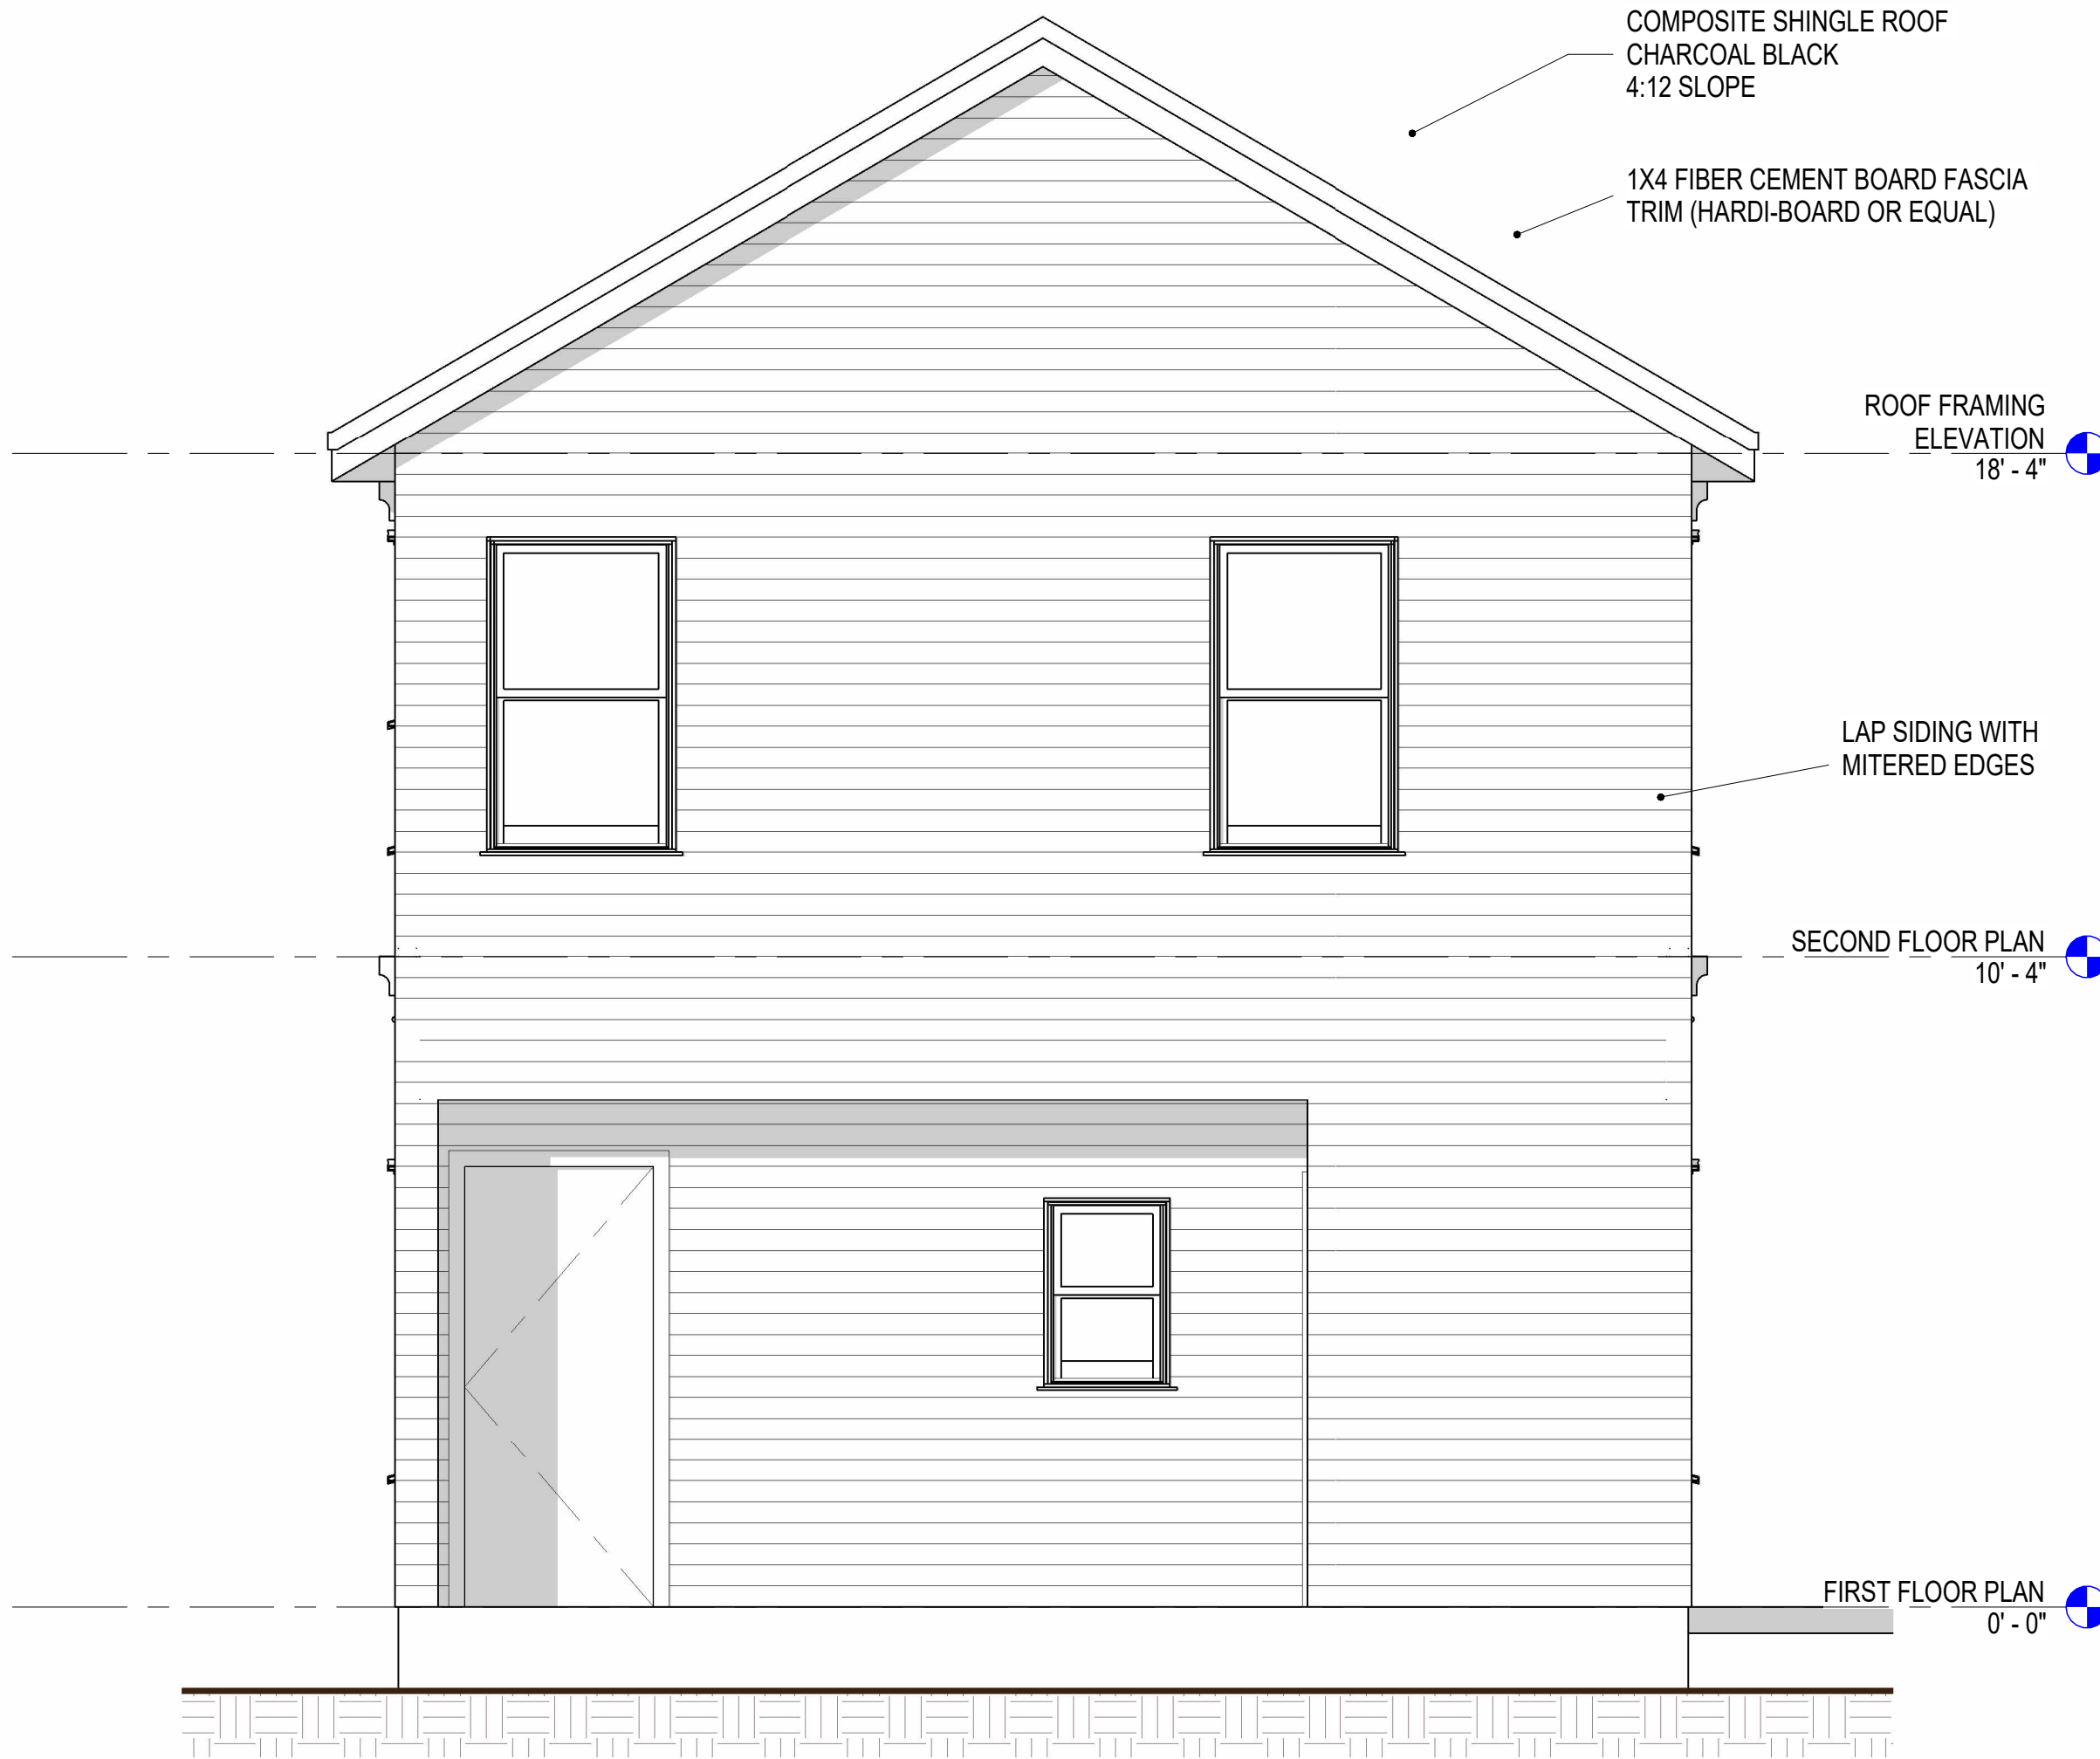 COMPOSITE SHINGLE ROOF
CHARCOAL BLACK
4:12 SLOPE
1X4 FIBER CEMENT BOARD FASCIA
TRIM (HARDI-BOARD OR EQUAL)
ROOF FRAMING
ELEVATION
18' - 4"
LAP SIDING WITH
MITERED EDGES
SECOND FLOOR PLAN
10' - 4"
FIRST FLOOR PLAN
0' - 0"